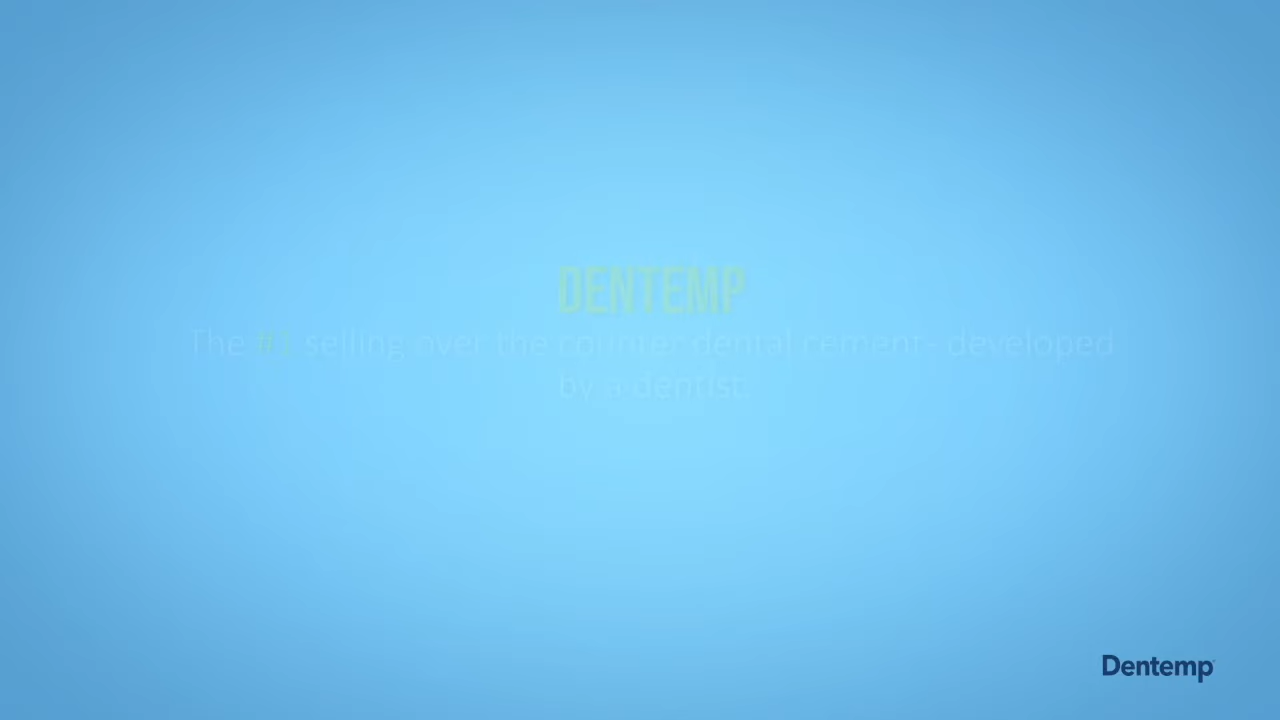 DENTEMP
The #1 selling over the counter dental cement- developed
by a dentist.
Dentemp